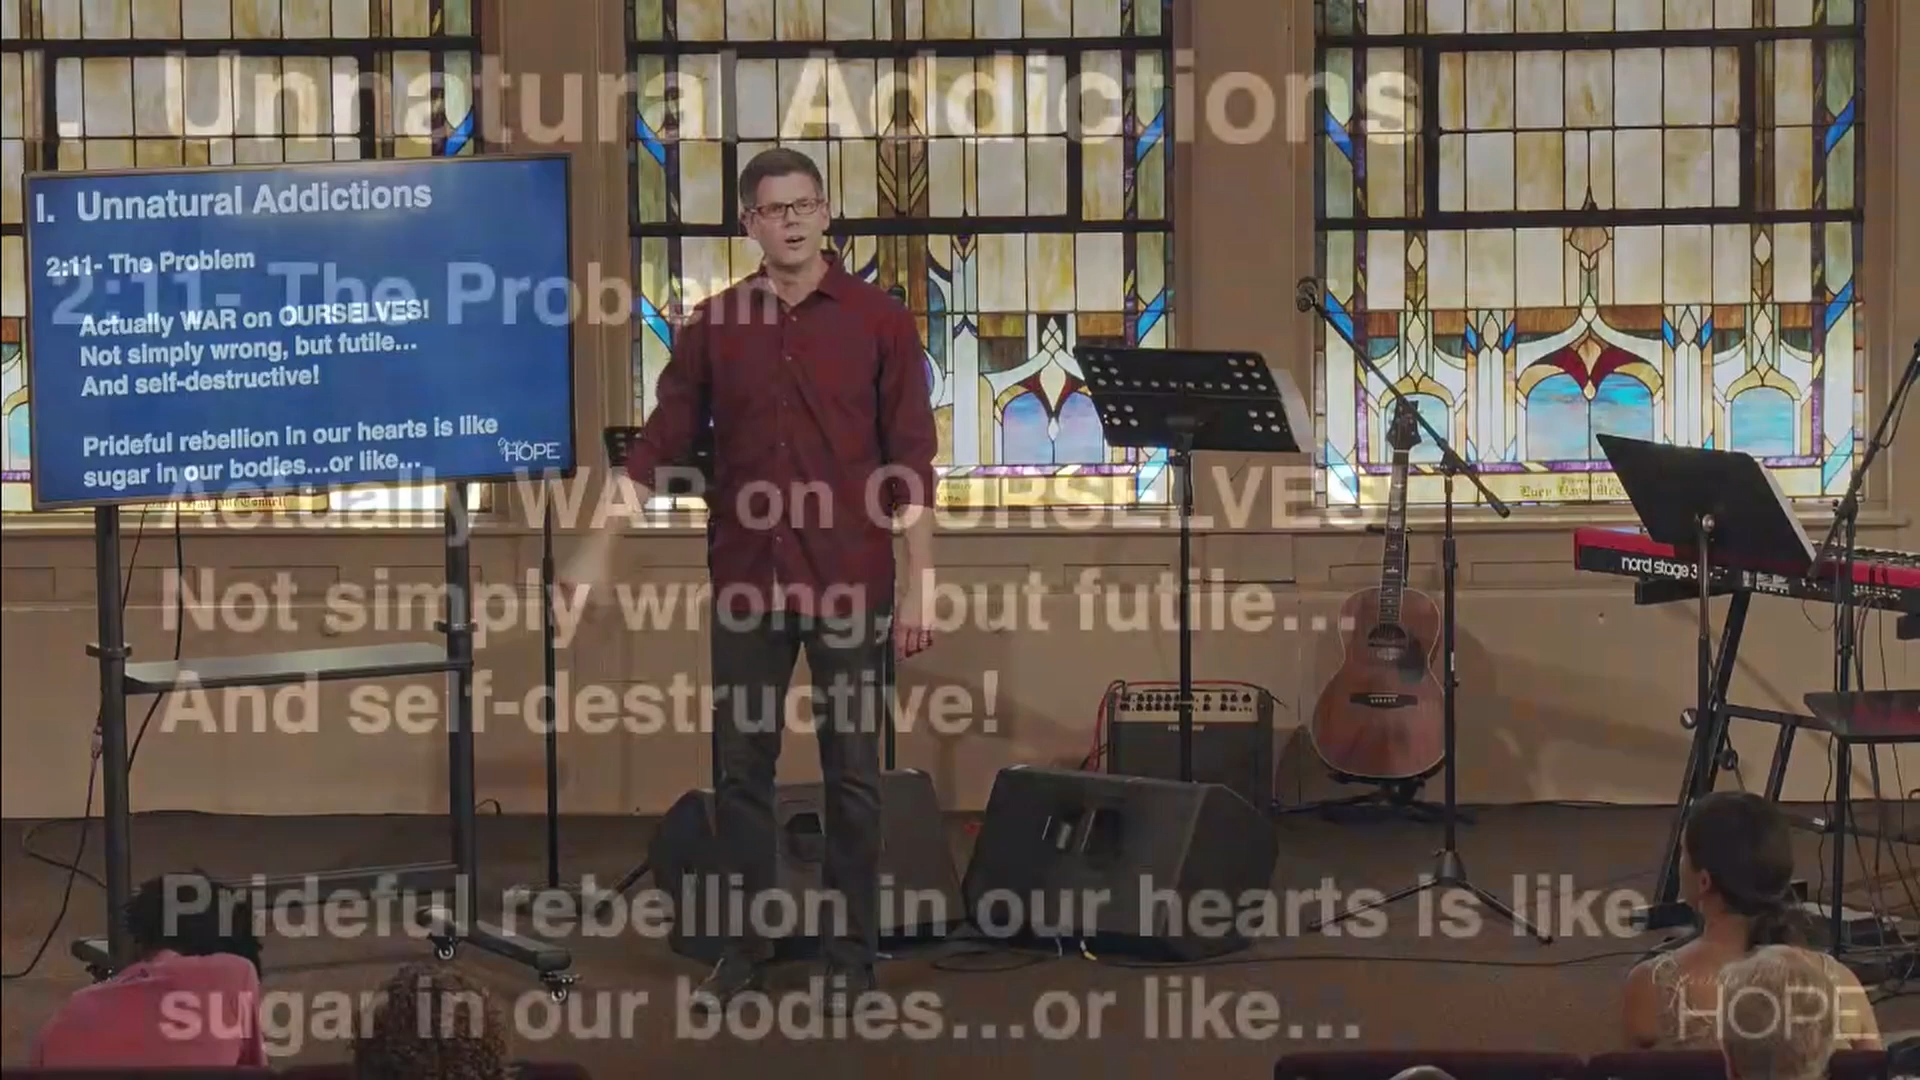 I. Unnatural Addictions
2:11- The Problem
Actually WAR on OURSELVES!
Not simply wrong, but futile...
And self-destructive!
Prideful rebellion in our hearts is like
sugar in our bodies...or like...
HOPE
. Unnatural Addictions
2:11- The Problem
Actually WAR on OURSELVES!
Not simply wrong, but futile...
And self-destructive!
Prideful rebellion in our hearts is like
sugar in our bodies...or like...
HOPE
nord stage 3